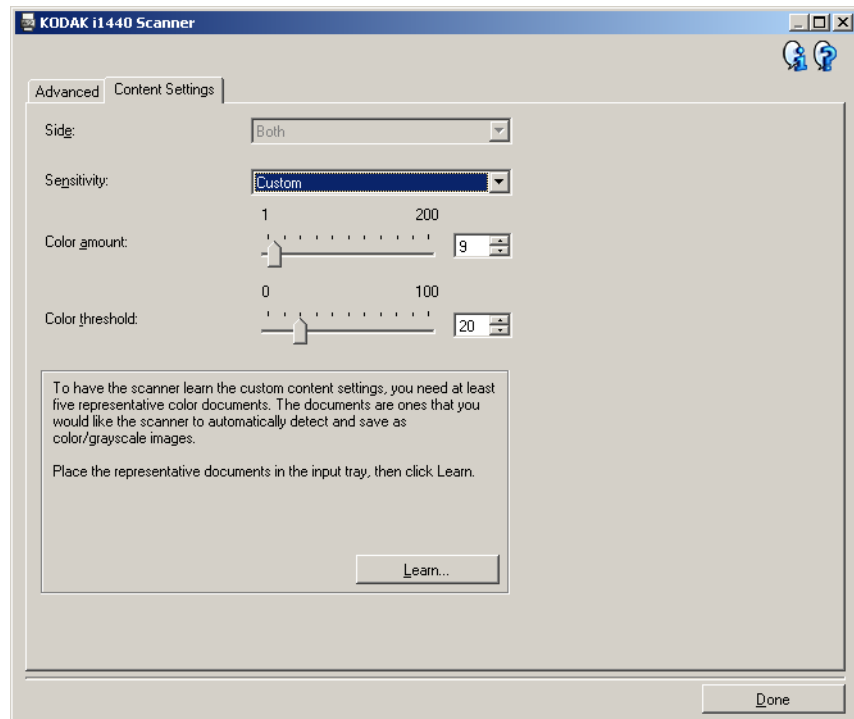 KODAK i1440 Scanner
Advanced Content Settings
Side: Both
Sensitivity: Custom
1 200
Color amount: 9
0 100
Color threshold: 20
To have the scanner learn the custom content settings, you need at least
five representative color documents. The documents are ones that you
would like the scanner to automatically detect and save as
color/grayscale images.
Place the representative documents in the input tray, then click Learn.
Learn...
Done